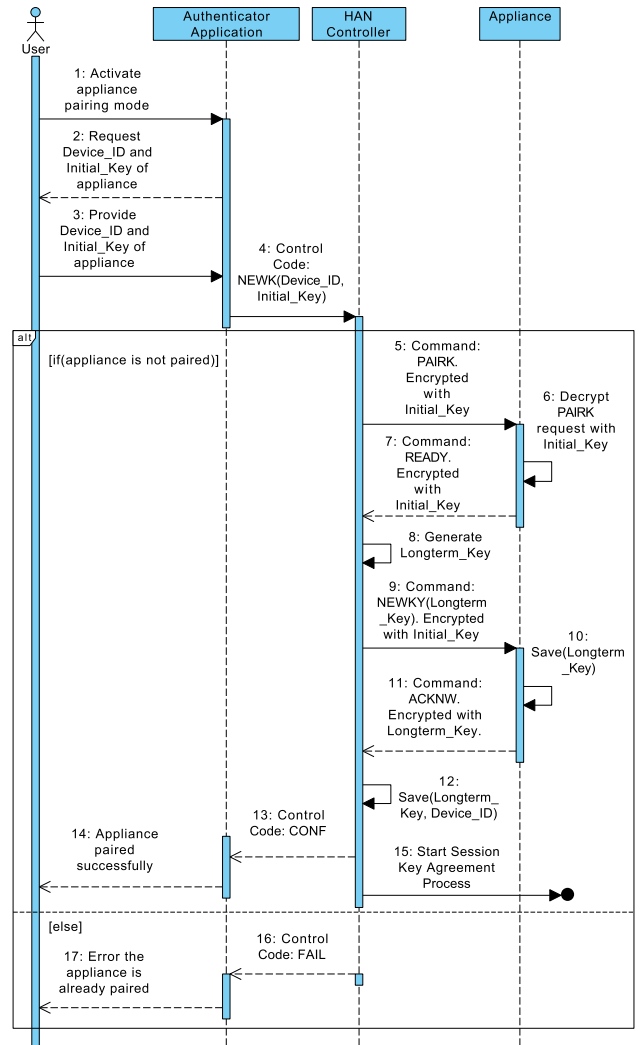 User
Authenticator
Application
HAN
Controller
Appliance
1: Activate
appliance
pairing mode
2: Request
Device_ID and
Initial_Key of
appliance
3: Provide
Device_ID and
Initial_Key of
appliance
4: Control
Code:
NEWK(Device_ID,
Initial_Key)
alt
[if(appliance is not paired)]
5: Command:
PAIRK.
Encrypted
with
Initial_Key
6: Decrypt
PAIRK
request with
Initial_Key
7: Command:
READY.
Encrypted
with
Initial_Key
8: Generate
Longterm_Key
9: Command:
NEWKY(Longterm
_Key). Encrypted
with Initial_Key
10:
Save(Longterm
_Key)
11: Command:
ACKNW.
Encrypted with
Longterm_Key.
12:
Save(Longterm_
Key, Device_ID)
13: Control
Code: CONF
14: Appliance
paired
successfully
15: Start Session
Key Agreement
Process
[else]
16: Control
Code: FAIL
17: Error the
appliance is
already paired